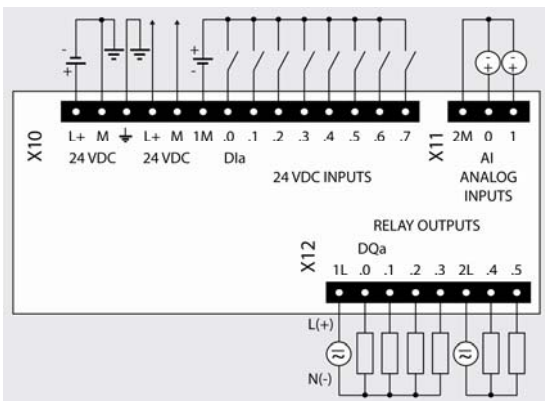 - + + - - + - +
X10
L+ M L+ M 1M .0 .1 .2 .3 .4 .5 .6 .7
24 VDC 24 VDC DIa
24 VDC INPUTS
X11
2M 0 1
AI
ANALOG
INPUTS
RELAY OUTPUTS
X12
DQa
1L .0 .1 .2 .3 2L .4 .5
L(+)
N(-)